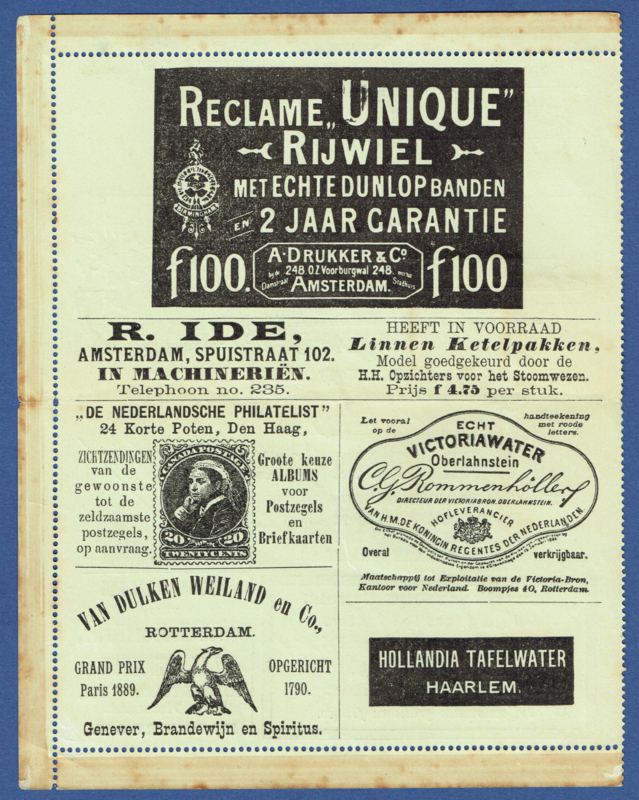 RECLAME „UNIQUE”
RIJWIEL
MET ECHTE DUNLOP BANDEN
EN 2 JAAR GARANTIE
f100. A. DRUKKER & Co f100
248 O.Z Voorburgwal 248
Damstraat AMSTERDAM. Stadhuis
R. IDE,
AMSTERDAM, SPUISTRAAT 102.
IN MACHINERIËN.
Telephoon no. 235.
HEEFT IN VOORRAAD
Linnen Ketelpakken,
Model goedgekeurd door de
H.H. Opzichters voor het Stoomwezen.
Prijs f 4.75 per stuk.
„DE NEDERLANDSCHE PHILATELIST”
24 Korte Poten, Den Haag,
ZICHTZENDINGEN
van de
gewoonste
tot de
zeldzaamste
postzegels,
op aanvraag.
CANADA POSTAGE
20 20
TWENTY CENTS
Groote keuze
ALBUMS
voor
Postzegels
en
Briefkaarten
Let vooral
op de
handteekening
met roode
letters.
ECHT
VICTORIAWATER
Oberlahnstein
C.G. Rommenhöller
DIRECTEUR DER VICTORIABRON. OBERLAHNSTEIN.
HOFLEVERANCIER
VAN H.M. DE KONINGIN REGENTES DER NEDERLANDEN
Overal
verkrijgbaar.
Maatschappij tot Exploitatie van de Victoria-Bron,
Kantoor voor Nederland. Boompjes 40, Rotterdam.
VAN DULKEN WEILAND en Co.,
ROTTERDAM.
GRAND PRIX
Paris 1889.
OPGERICHT
1790.
Genever, Brandewijn en Spiritus.
HOLLANDIA TAFELWATER
HAARLEM.